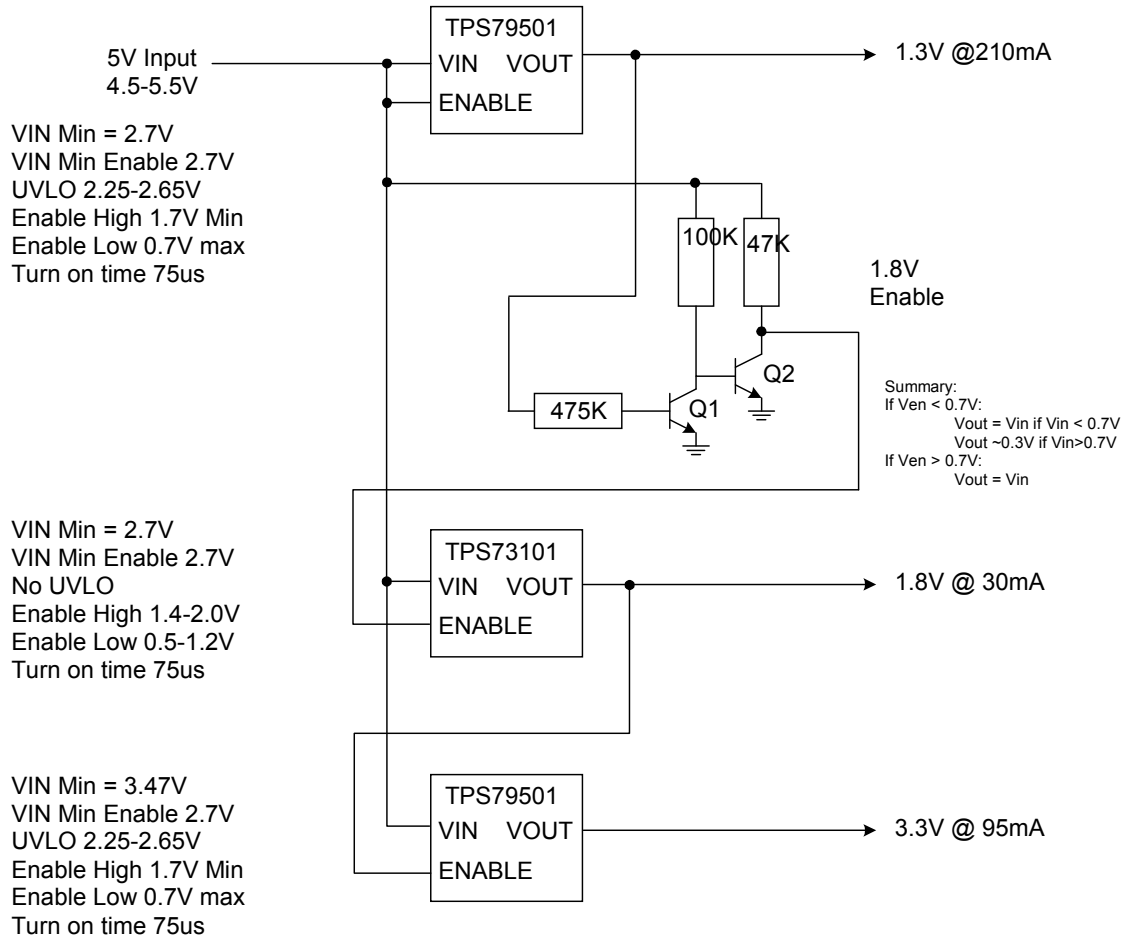 TPS79501
VIN VOUT
ENABLE
5V Input
4.5-5.5V
1.3V @210mA
VIN Min = 2.7V
VIN Min Enable 2.7V
UVLO 2.25-2.65V
Enable High 1.7V Min
Enable Low 0.7V max
Turn on time 75us
100K
47K
1.8V
Enable
Q2
475K
Q1
Summary:
If Ven < 0.7V:
Vout = Vin if Vin < 0.7V
Vout ~0.3V if Vin>0.7V
If Ven > 0.7V:
Vout = Vin
VIN Min = 2.7V
VIN Min Enable 2.7V
No UVLO
Enable High 1.4-2.0V
Enable Low 0.5-1.2V
Turn on time 75us
TPS73101
VIN VOUT
ENABLE
1.8V @ 30mA
VIN Min = 3.47V
VIN Min Enable 2.7V
UVLO 2.25-2.65V
Enable High 1.7V Min
Enable Low 0.7V max
Turn on time 75us
TPS79501
VIN VOUT
ENABLE
3.3V @ 95mA